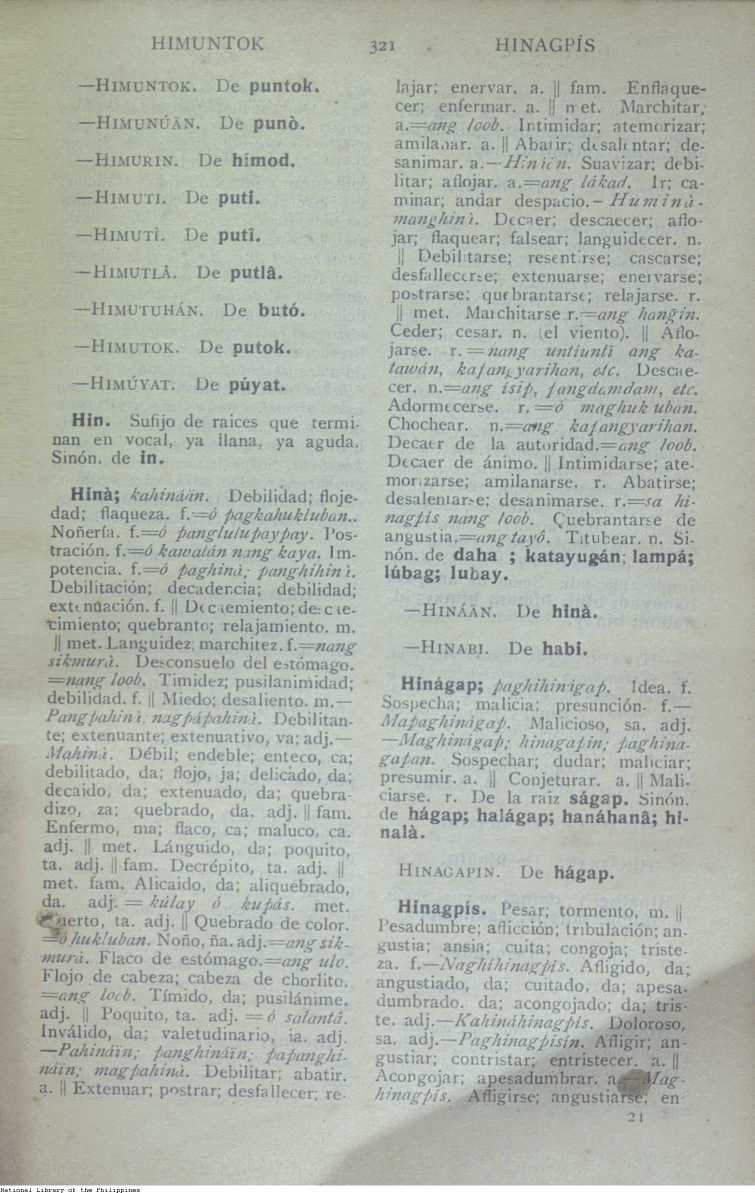 HIMUNTOK 321 HINAGPÍS
—HIMUNTOK. De puntok.
—HIMUNÚÂN. De punò.
—HIMURIN. De himod.
—HIMUTI. De puti.
—HIMUTÎ. De putî.
—HIMUTLÂ. De putlâ.
—HIMUTUHÁN. De butó.
—HIMUTOK. De putok.
—HIMÚYAT. De púyat.
Hin. Sufijo de raices que termi-
nan en vocal, ya llana, ya aguda.
Sinón. de in.
Hinà; kahináän. Debilidad; floje-
dad; flaqueza. f.=ó pagkahukluban..
Noñería. f.=ó panglulupaypay. Pos-
tración. f.=ó kawalán nang kaya. Im-
potencia. f.=ó paghinà; panghihinà.
Debilitación; decadencia; debilidad;
extenuación. f. || Decaemiento; decae-
cimiento; quebranto; relajamiento. m.
|| met. Languidez; marchitez. f.=nang
sikmurà. Desconsuelo del estómago.
=nang loob. Timidez; pusilanimidad;
debilidad. f. || Miedo; desaliento. m.—
Pangpahinà, nagpápahinà. Debilitan-
te; extenuante; extenuativo, va; adj.—
Mahinà. Débil; endeble; enteco, ca;
debilitado, da; flojo, ja; delicado, da;
decaido, da; extenuado, da; quebra-
dizo, za; quebrado, da. adj. || fam.
Enfermo, ma; flaco, ca; maluco, ca.
adj. || met. Lánguido, da; poquito,
ta. adj. || fam. Decrépito, ta. adj. ||
met. fam. Alicaido, da; aliquebrado,
da. adj. = kúlay ó kupás. met.
uerto, ta. adj. || Quebrado de color.
=ó hukluban. Noño, ña. adj.=ang sik-
murà. Flaco de estómago.=ang ulo.
Flojo de cabeza; cabeza de chorlito.
=ang loob. Tímido, da; pusilánime.
adj. || Poquito, ta. adj. =ó salantâ.
Inválido, da; valetudinario, ia. adj.
—Pahináïn; panghináïn; papanghi-
náïn; magpahinà. Debilitar; abatir.
a. || Extenuar; postrar; desfallecer; re-
lajar; enervar. a. || fam. Enflaque-
cer; enfermar. a. || met. Marchitar,
a.=ang loob. Intimidar; atemorizar;
amilanar. a. || Abatir; desalentar; de-
sanimar. a.—Hinián. Suavizar; debi-
litar; aflojar. a.=ang lákad. Ir; ca-
minar; andar despacio.—Huminà-
manghinà. Decaer; descaecer; aflo-
jar; flaquear; falsear; languidecer. n.
|| Debilitarse; resentirse; cascarse;
desfallecerse; extenuarse; enervarse;
postrarse; quebrantarse; relajarse. r.
|| met. Marchitarse r.=ang hangin.
Ceder; cesar. n. (el viento). || Aflo-
jarse. r. = nang untiunti ang ka-
tawán, kapangyarihan, etc. Descae-
cer. n.=ang isip, pangdamdam, etc.
Adormecerse. r. =ó maghuk uban.
Chochear. n.=ang kapangyarihan.
Decaer de la autoridad.=ang loob.
Decaer de ánimo. || Intimidarse; ate-
morizarse; amilanarse. r. Abatirse;
desalentarse; desanimarse. r.=sa hi-
nagpis nang loob. Quebrantarse de
angustia.=ang tayô. Titubear. n. Si-
nón. de daha ; katayugán; lampá;
lúbag; lubay.
—HINÁÄN. De hinà.
—HINABI. De habi.
Hinágap; paghihinágap. Idea. f.
Sospecha; malicia; presunción- f.—
Mapaghinágap. Malicioso, sa. adj.
—Maghinágap; hinagapin; paghina-
gapan. Sospechar; dudar; maliciar;
presumir. a. || Conjeturar. a. || Mali-
ciarse. r. De la raiz ságap. Sinón.
de hágap; halágap; hanáhanâ; hi-
nalà.
HINAGAPIN. De hágap.
Hinagpís. Pesar; tormento, m. ||
Pesadumbre; aflicción; tribulación; an-
gustia; ansia; cuita; congoja; triste-
za. f.—Naghihinagpís. Afligido, da;
angustiado, da; cuitado, da; apesa-
dumbrado. da; acongojado; da; tris-
te. adj.—Kahináhinagpís. Doloroso,
sa. adj.—Paghinagpisin. Afligir; an-
gustiar; contristar; entristecer. a. ||
Acongojar; apesadumbrar. a.—Mag-
hinagpís. Afligirse; angustiarse; en
21
National Library of the Philippines